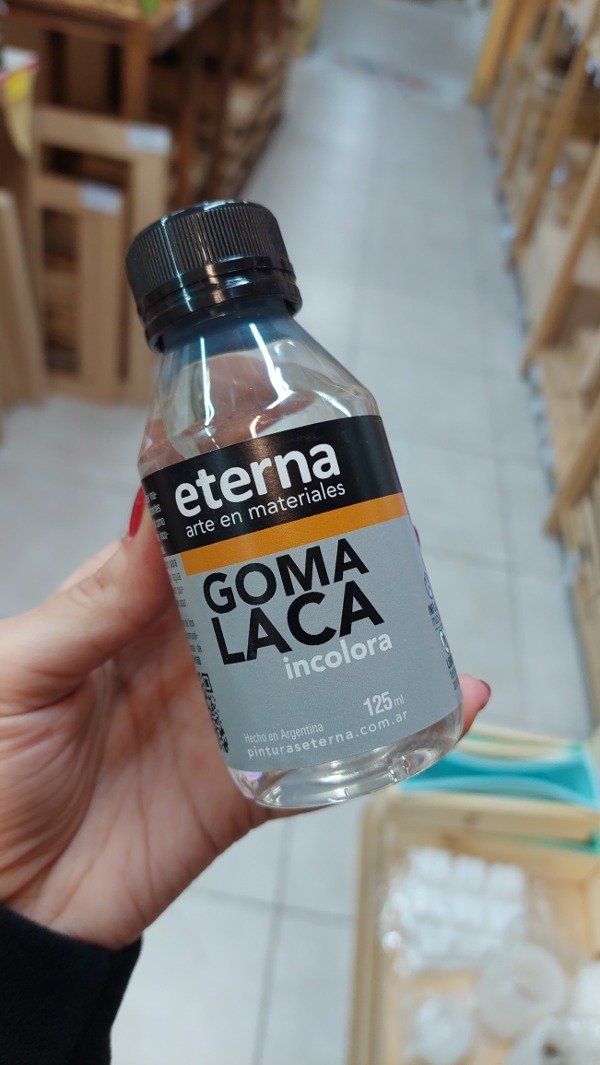 eterna
arte en materiales
GOMA
LACA
incolora
125 ml
Hecho en Argentina
pinturaseterna.com.ar